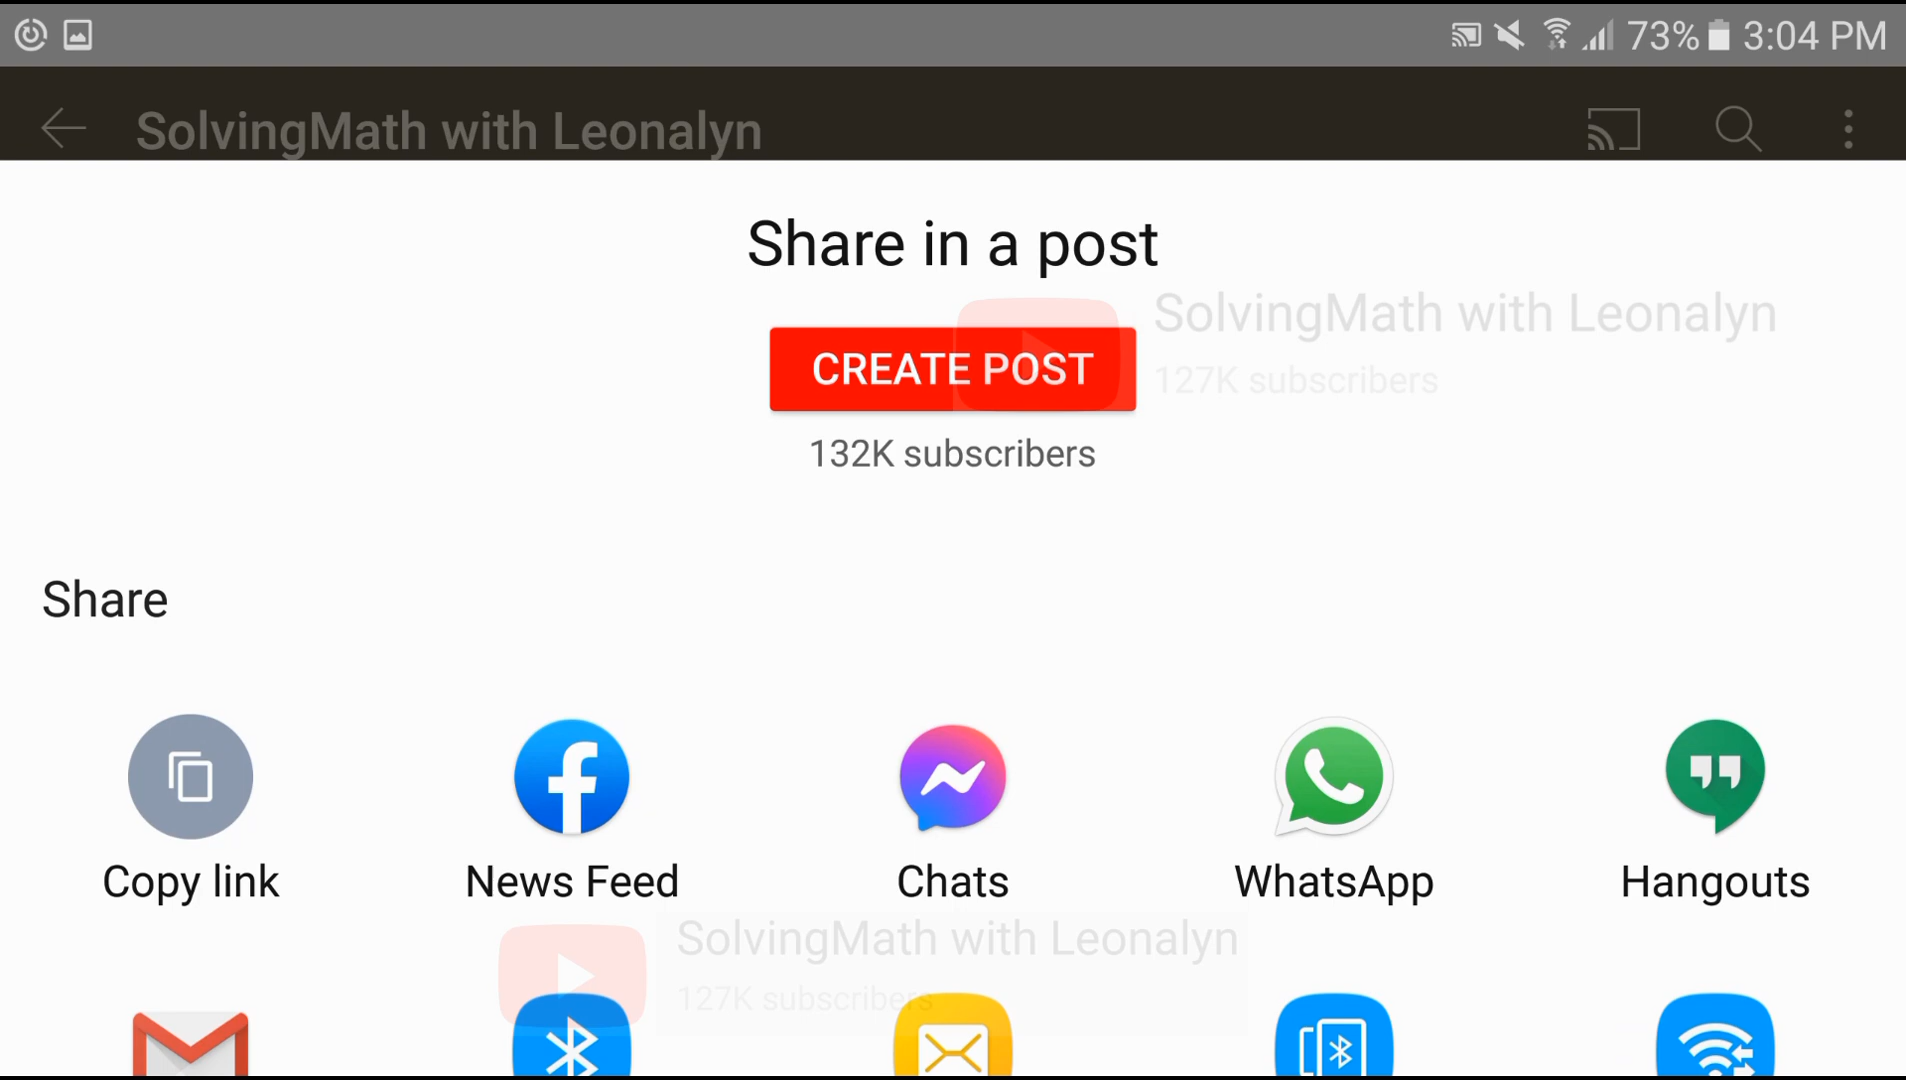 73% 3:04 PM
SolvingMath with Leonalyn
Share in a post
SolvingMath with Leonalyn
CREATE POST
127K subscribers
132K subscribers
Share
Copy link
News Feed
Chats
WhatsApp
Hangouts
SolvingMath with Leonalyn
127K subscribers